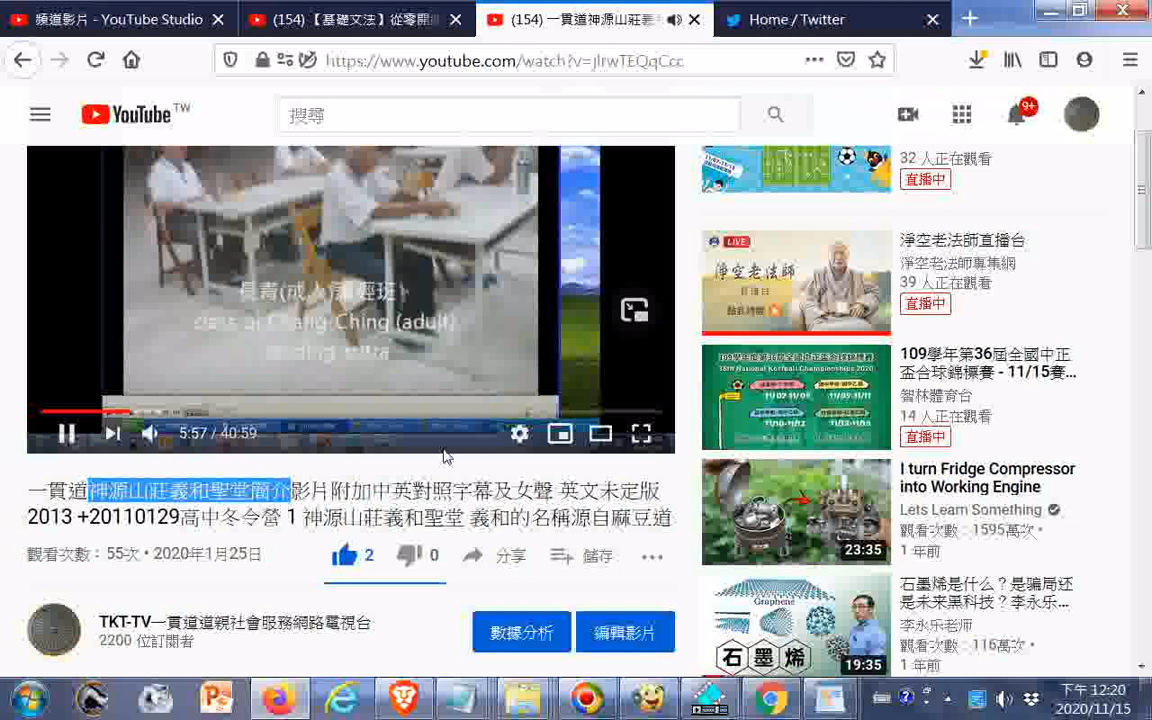 頻道影片 - YouTube Studio
(154) 【基礎文法】從零開
(154) 一貫道神源山莊義
Home / Twitter
https://www.youtube.com/watch?v=jlrwTEQqCcc
YouTube TW
搜尋
9+
32 人正在觀看
直播中
長青(成人)讀經班
class of Chang Ching (adult)
LIVE
淨空老法師
淨空老法師直播台
淨空老法師專集網
39 人正在觀看
直播中
109學年第36屆全國中正
盃合球錦標賽 - 11/15賽...
智林體育台
14 人正在觀看
直播中
5:57 / 40:59
一貫道神源山莊義和聖堂簡介影片附加中英對照字幕及女聲 英文未定版
2013 +20110129高中冬令營 1 神源山莊義和聖堂 義和的名稱源自麻豆道
觀看次數：55次 • 2020年1月25日
2
0
分享
儲存
I turn Fridge Compressor
into Working Engine
Lets Learn Something
觀看次數：1595萬次 •
1 年前
23:35
TKT-TV一貫道道親社會服務網路電視台
2200 位訂閱者
數據分析
編輯影片
Graphene
石墨烯
19:35
石墨烯是什么？是骗局还
是未来黑科技？李永乐...
李永乐老师
觀看次數：116萬次 •
1 年前
下午 12:20
2020/11/15